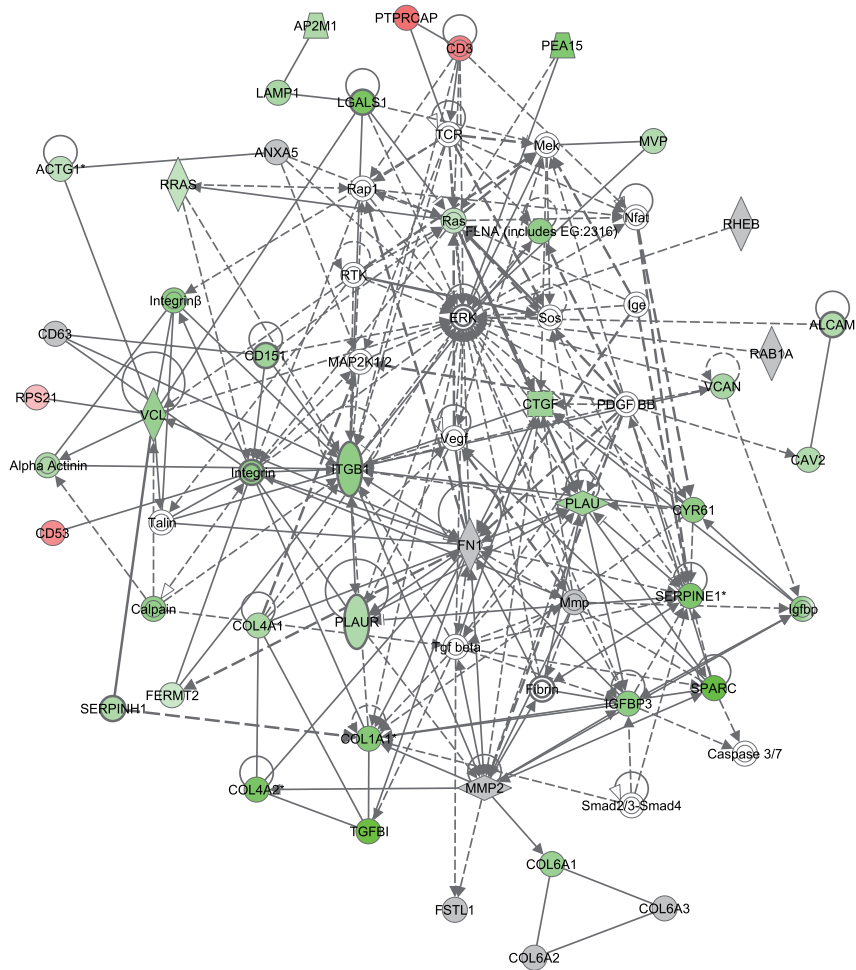 PTPRCAP
AP2M1
CD3
PEA15
LAMP1
LGALS1
TCR
Mek
MVP
ANXA5
ACTG1*
RRAS
Rap1
Ras
Nfat
FLNA (includes EG:2316)
RHEB
RTK
Integrinβ
Ige
ERK
Sos
ALCAM
CD63
CD151
MAP2K1/2
RAB1A
VCAN
RPS21
VCL
CTGF
PDGF BB
Vegf
CAV2
Alpha Actinin
Integrin
ITGB1
PLAU
CYR61
Talin
CD53
FN1
SERPINE1*
Mmp
Igfbp
Calpain
COL4A1
PLAUR
Tgf beta
FERMT2
Fibrin
SPARC
SERPINH1
IGFBP3
COL1A1*
Caspase 3/7
COL4A2*
MMP2
Smad2/3-Smad4
TGFBI
COL6A1
FSTL1
COL6A3
COL6A2